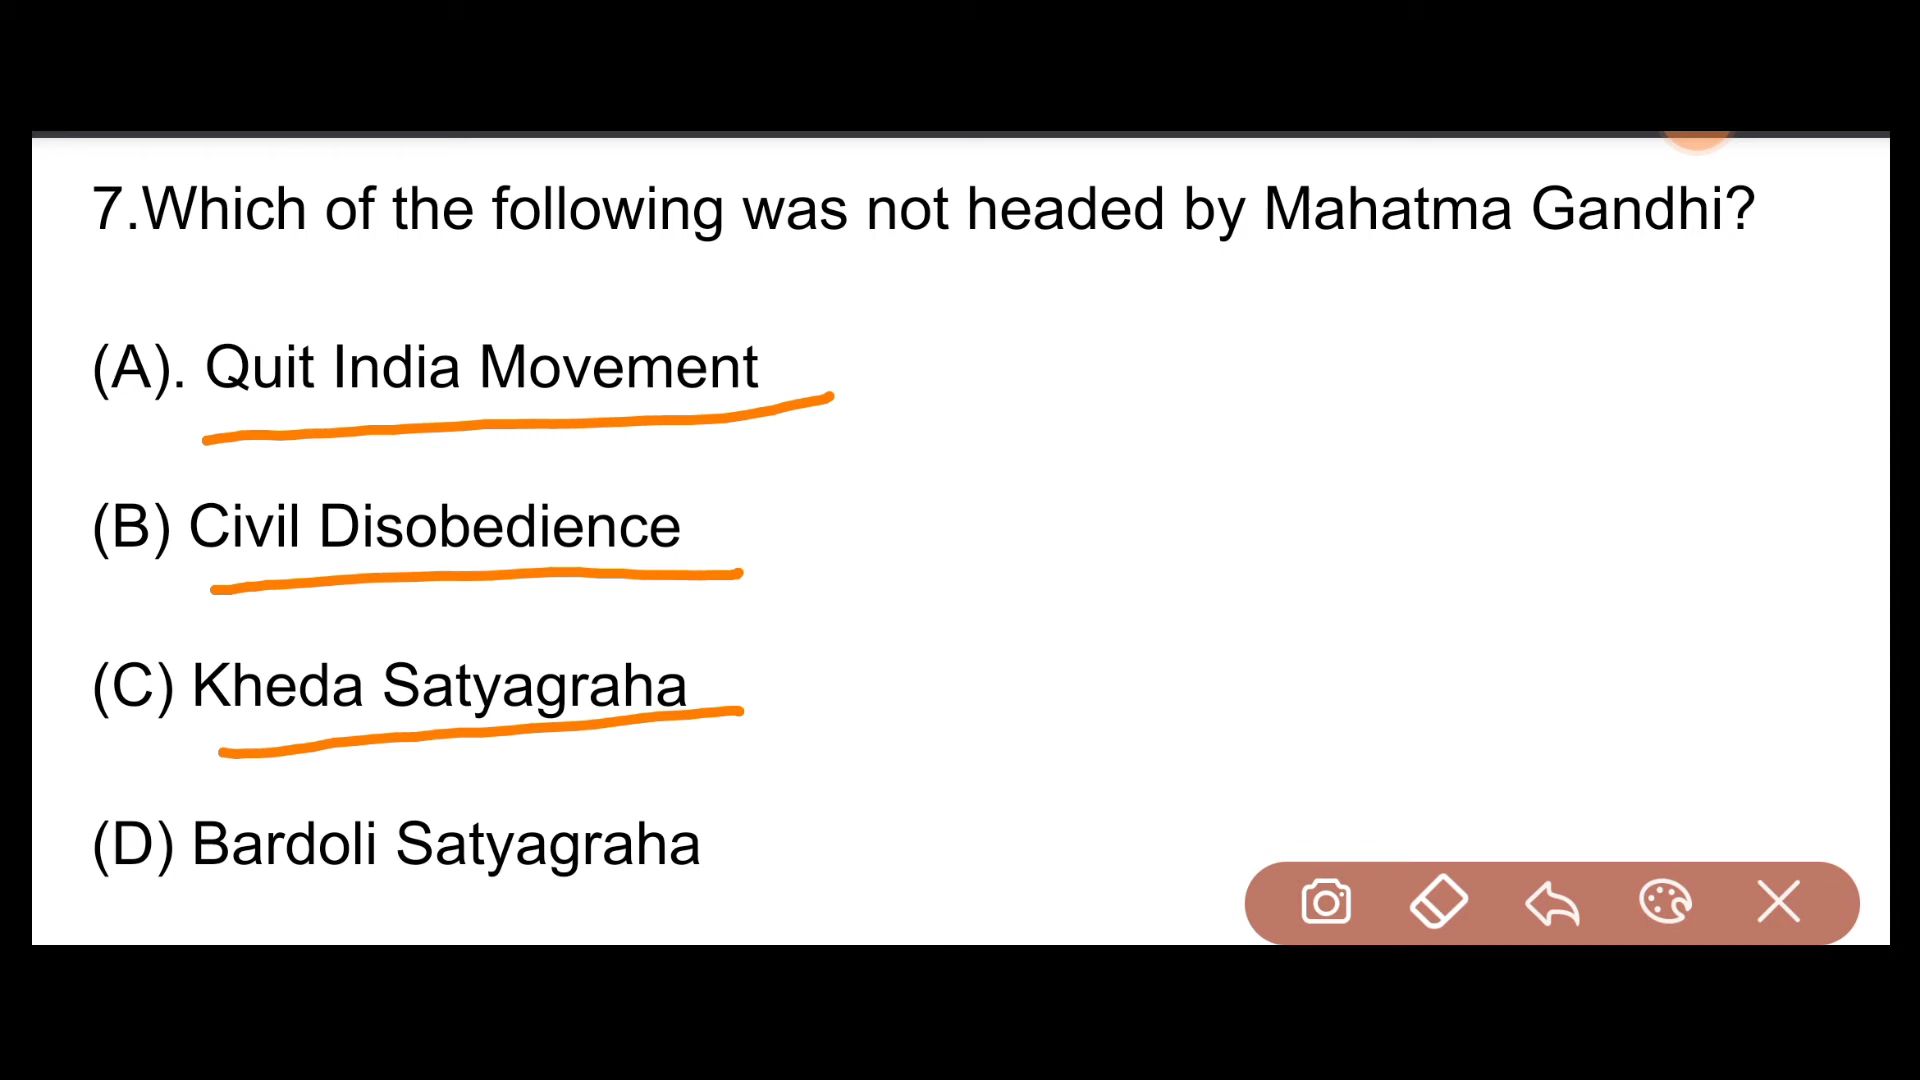 7.Which of the following was not headed by Mahatma Gandhi?
(A). Quit India Movement
(B) Civil Disobedience
(C) Kheda Satyagraha
(D) Bardoli Satyagraha